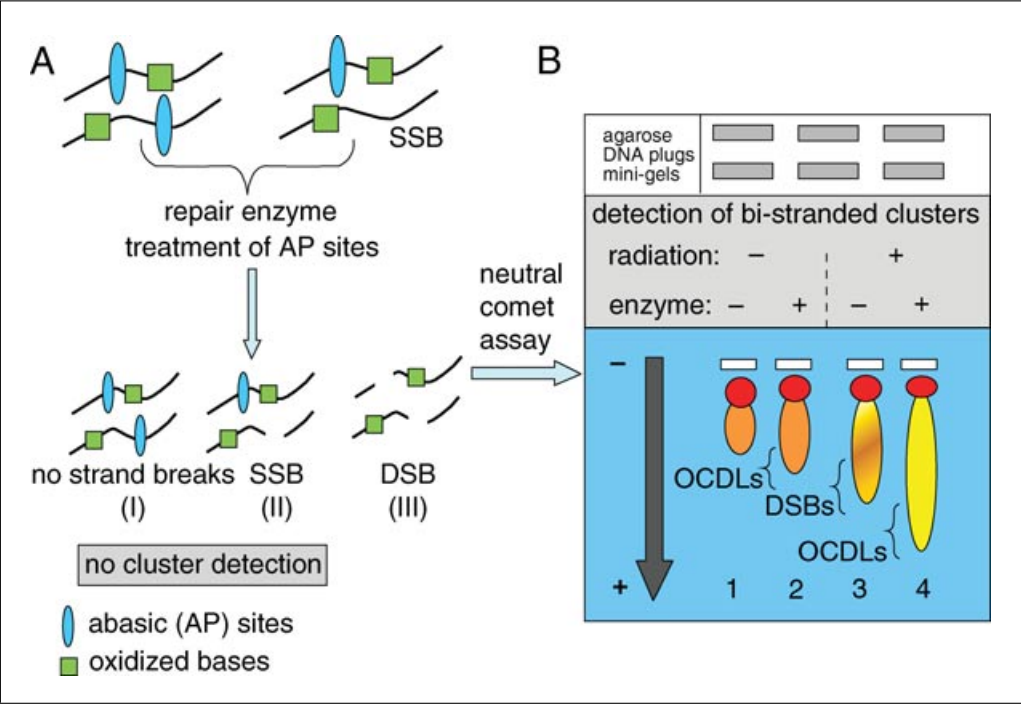 A
SSB
repair enzyme
treatment of AP sites
no strand breaks
(I)
SSB
(II)
DSB
(III)
no cluster detection
abasic (AP) sites
oxidized bases
neutral
comet
assay
B
agarose
DNA plugs
mini-gels
detection of bi-stranded clusters
radiation: – +
enzyme: – + – +
–
OCDLs
DSBs
OCDLs
+ 1 2 3 4